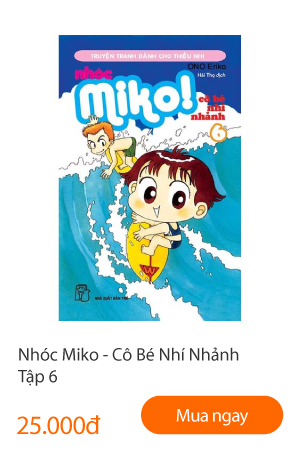 TRUYỆN TRANH DÀNH CHO THIẾU NHI
ONO Eriko
Hải Thọ dịch
nhóc
miko!
cô bé
nhí
nhảnh
6
NHÀ XUẤT BẢN TRẺ
Nhóc Miko - Cô Bé Nhí Nhảnh
Tập 6
25.000đ
Mua ngay